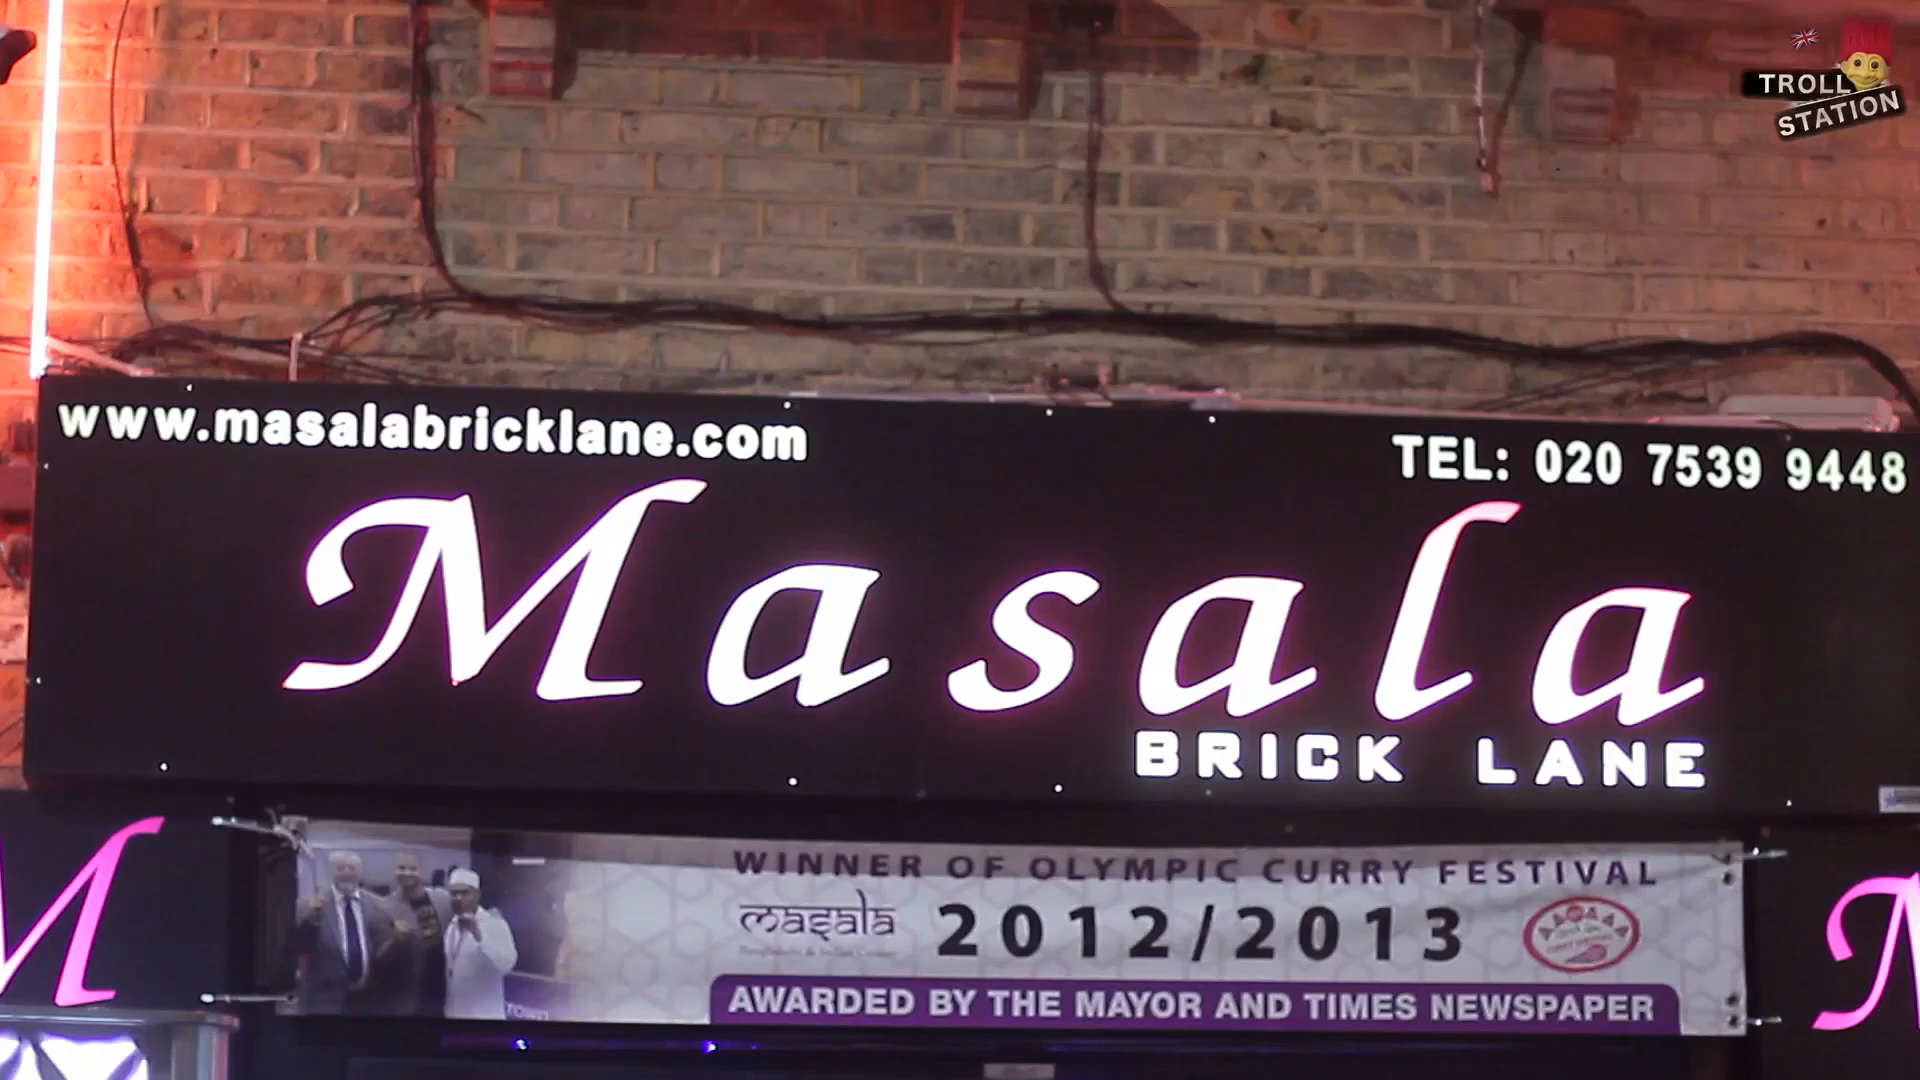 TROLL
STATION
www.masalabricklane.com
TEL: 020 7539 9448
Masala
BRICK LANE
M
WINNER OF OLYMPIC CURRY FESTIVAL
masala 2012/2013
AWARDED BY THE MAYOR AND TIMES NEWSPAPER
TOWN